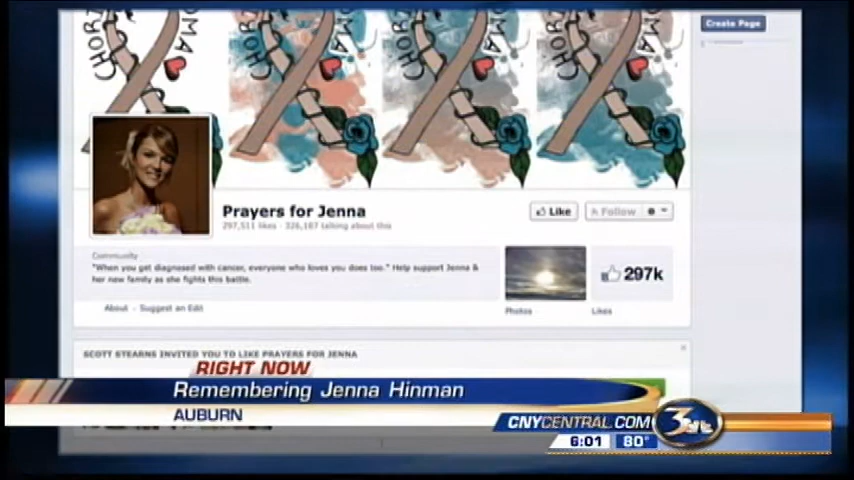 Create Page
Prayers for Jenna
297,511 likes · 326,187 talking about this
Like
Follow
Community
"When you get diagnosed with cancer, everyone who loves you does too." Help support Jenna &
her new family as she fights this battle.
297k
About - Suggest an Edit
Photos
Likes
SCOTT STEARNS INVITED YOU TO LIKE PRAYERS FOR JENNA
RIGHT NOW
Remembering Jenna Hinman
AUBURN
CNYCENTRAL.COM
6:01 80°
3